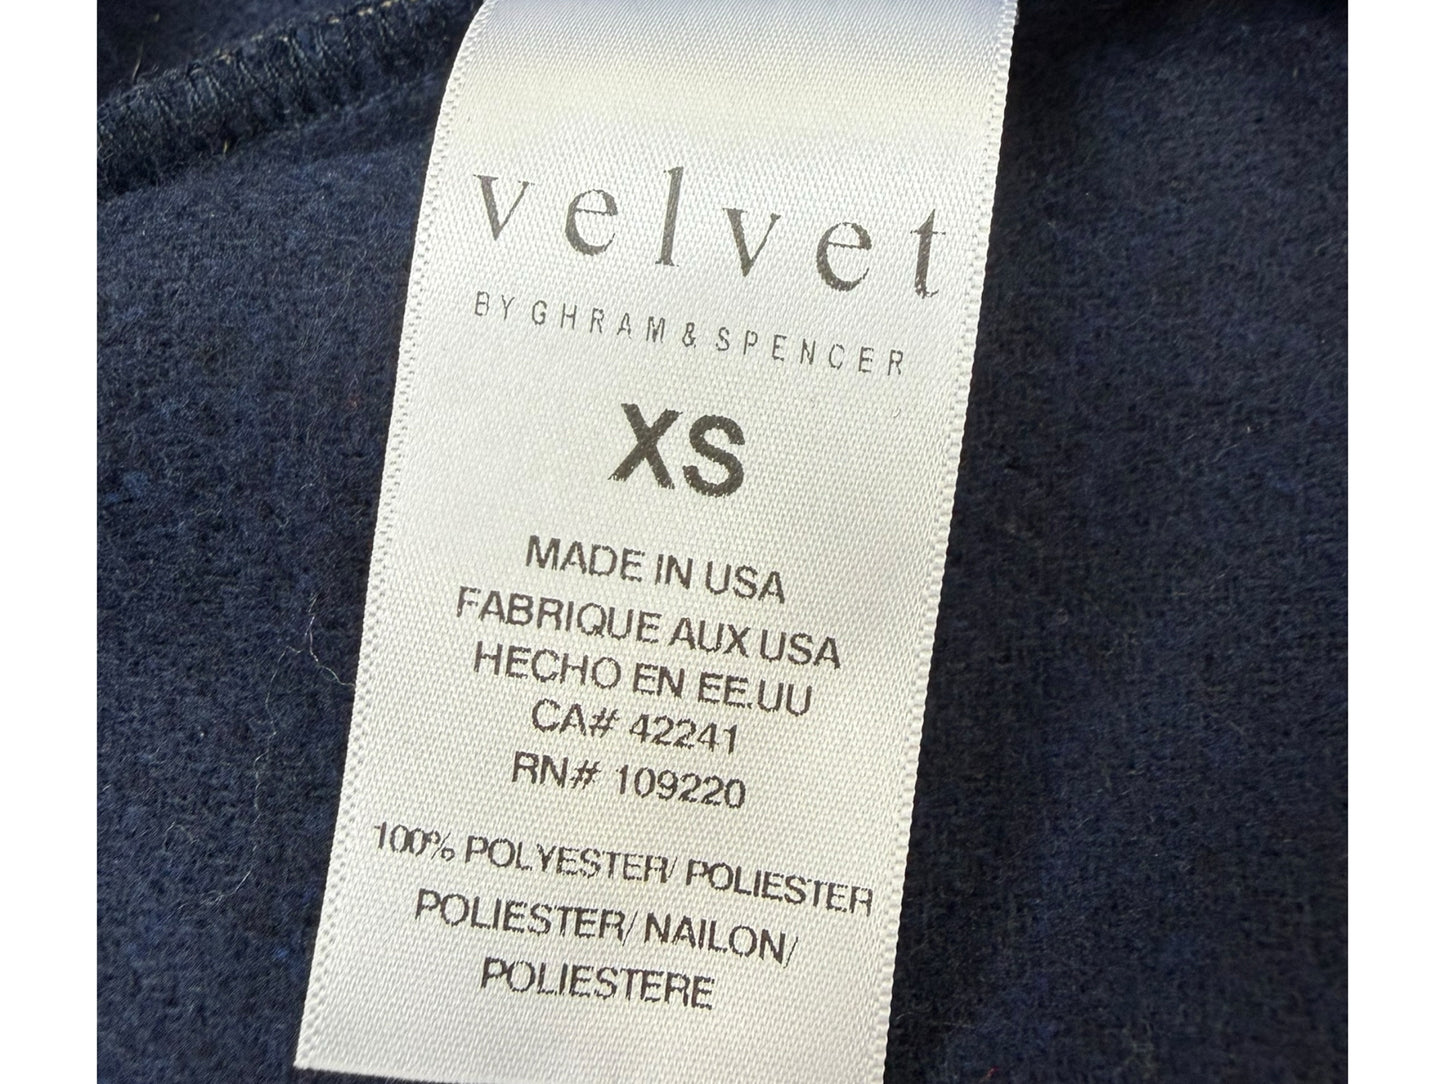 velvet
BY GHRAM & SPENCER
XS
MADE IN USA
FABRIQUE AUX USA
HECHO EN EE.UU
CA# 42241
RN# 109220
100% POLYESTER/ POLIESTER
POLIESTER/ NAILON/
POLIESTERE